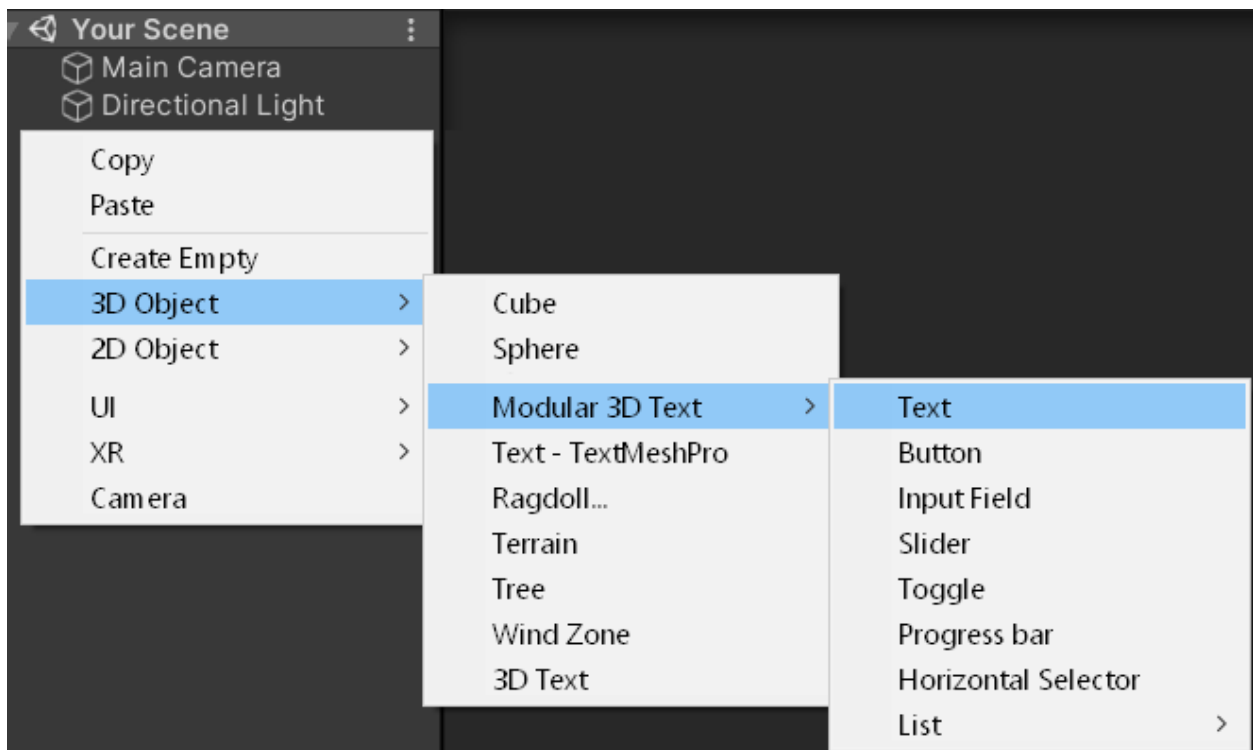 Your Scene
Main Camera
Directional Light
Copy
Paste
Create Empty
3D Object
2D Object
UI
XR
Camera
Cube
Sphere
Modular 3D Text
Text - TextMeshPro
Ragdoll...
Terrain
Tree
Wind Zone
3D Text
Text
Button
Input Field
Slider
Toggle
Progress bar
Horizontal Selector
List